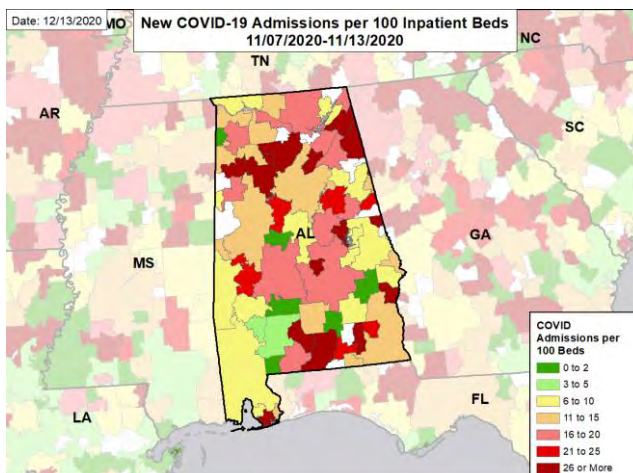 Date: 12/13/2020
New COVID-19 Admissions per 100 Inpatient Beds
11/07/2020-11/13/2020
MO
NC
TN
AR
SC
AL
GA
MS
LA
FL
COVID
Admissions per
100 Beds
0 to 2
3 to 5
6 to 10
11 to 15
16 to 20
21 to 25
26 or More